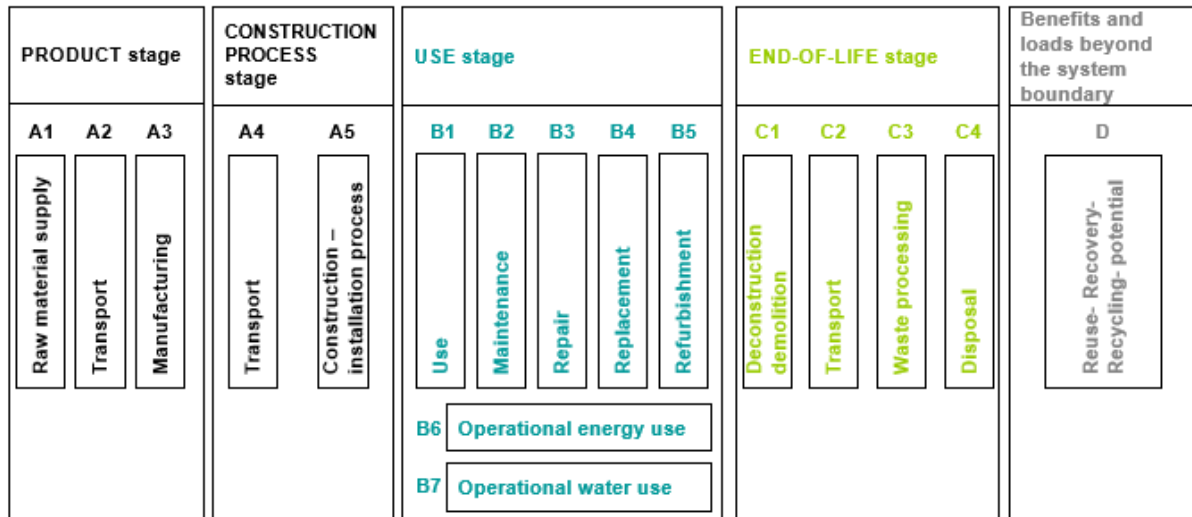 PRODUCT stage
CONSTRUCTION
PROCESS
stage
USE stage
END-OF-LIFE stage
Benefits and
loads beyond
the system
boundary
A1
A2
A3
A4
A5
B1
B2
B3
B4
B5
C1
C2
C3
C4
D
Raw material supply
Transport
Manufacturing
Transport
Construction –
installation process
Use
Maintenance
Repair
Replacement
Refurbishment
Deconstruction
demolition
Transport
Waste processing
Disposal
Reuse- Recovery-
Recycling- potential
B6 Operational energy use
B7 Operational water use